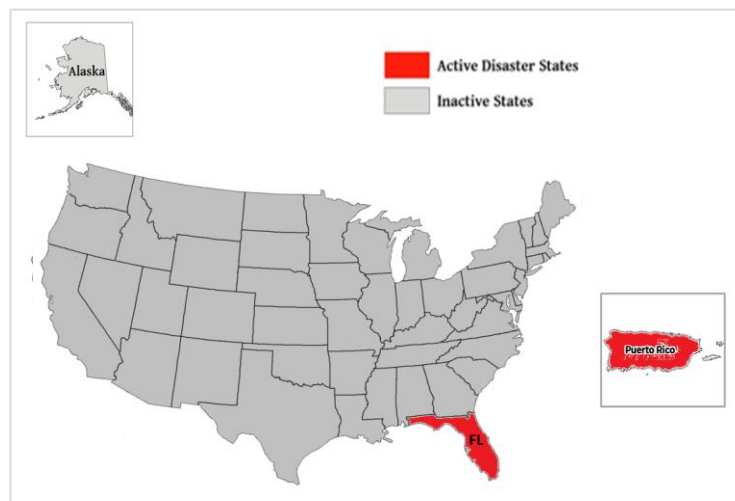 Alaska
Active Disaster States
Inactive States
Puerto Rico
FL